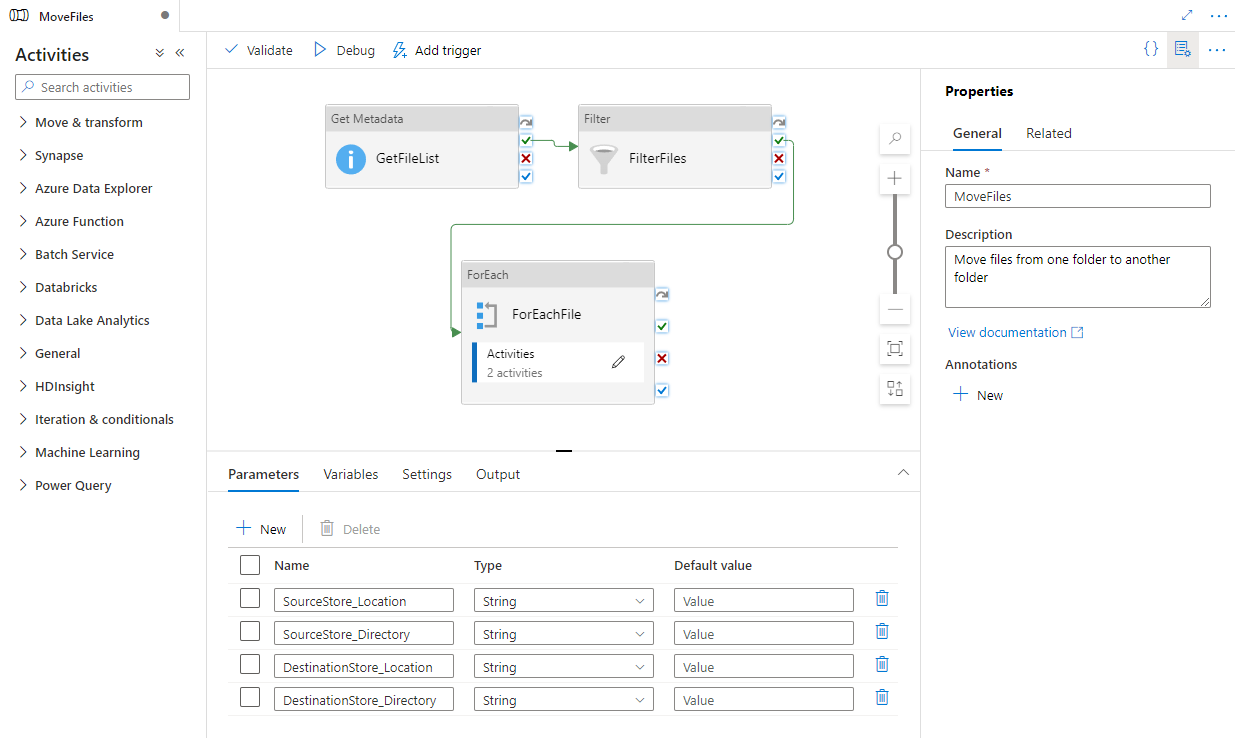 MoveFiles
Activities
Search activities
Move & transform
Synapse
Azure Data Explorer
Azure Function
Batch Service
Databricks
Data Lake Analytics
General
HDInsight
Iteration & conditionals
Machine Learning
Power Query
Validate Debug Add trigger
Get Metadata
GetFileList
Filter
FilterFiles
ForEach
ForEachFile
Activities
2 activities
Parameters Variables Settings Output
New Delete
Name Type Default value
SourceStore_Location String Value
SourceStore_Directory String Value
DestinationStore_Location String Value
DestinationStore_Directory String Value
Properties
General Related
Name *
MoveFiles
Description
Move files from one folder to another
folder
View documentation
Annotations
New